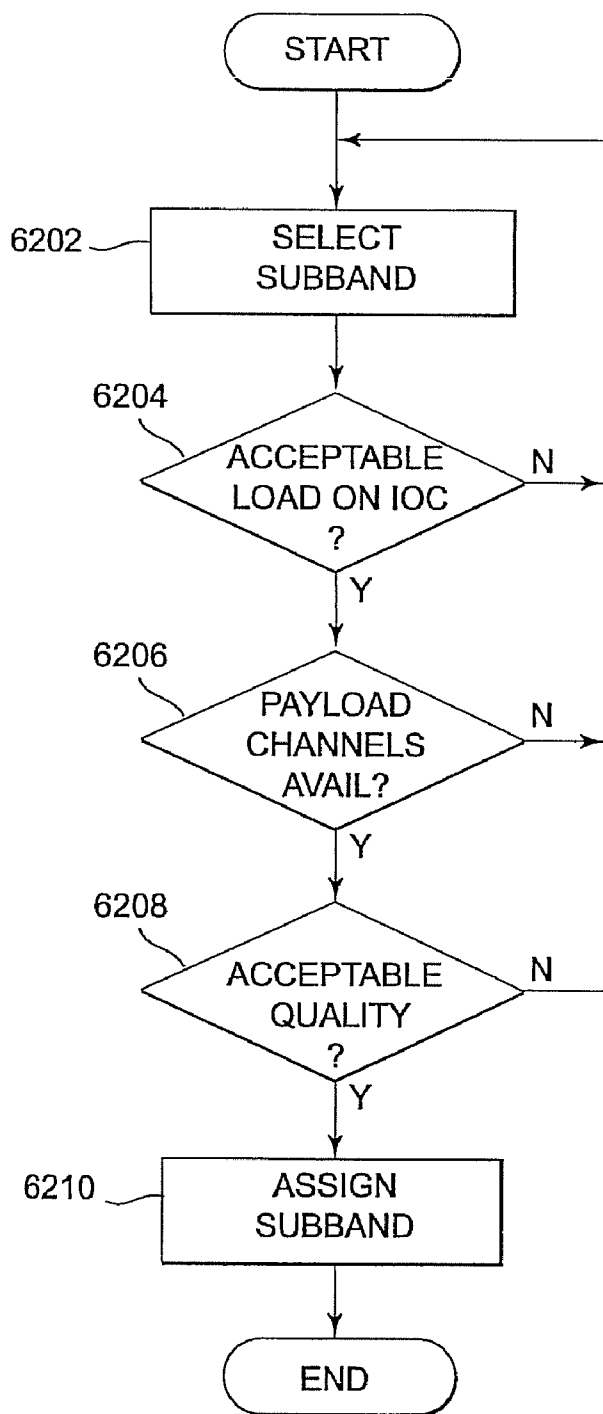 START
6202
SELECT
SUBBAND
6204
ACCEPTABLE
LOAD ON IOC
?
N
Y
6206
PAYLOAD
CHANNELS
AVAIL?
N
Y
6208
ACCEPTABLE
QUALITY
?
N
Y
6210
ASSIGN
SUBBAND
END